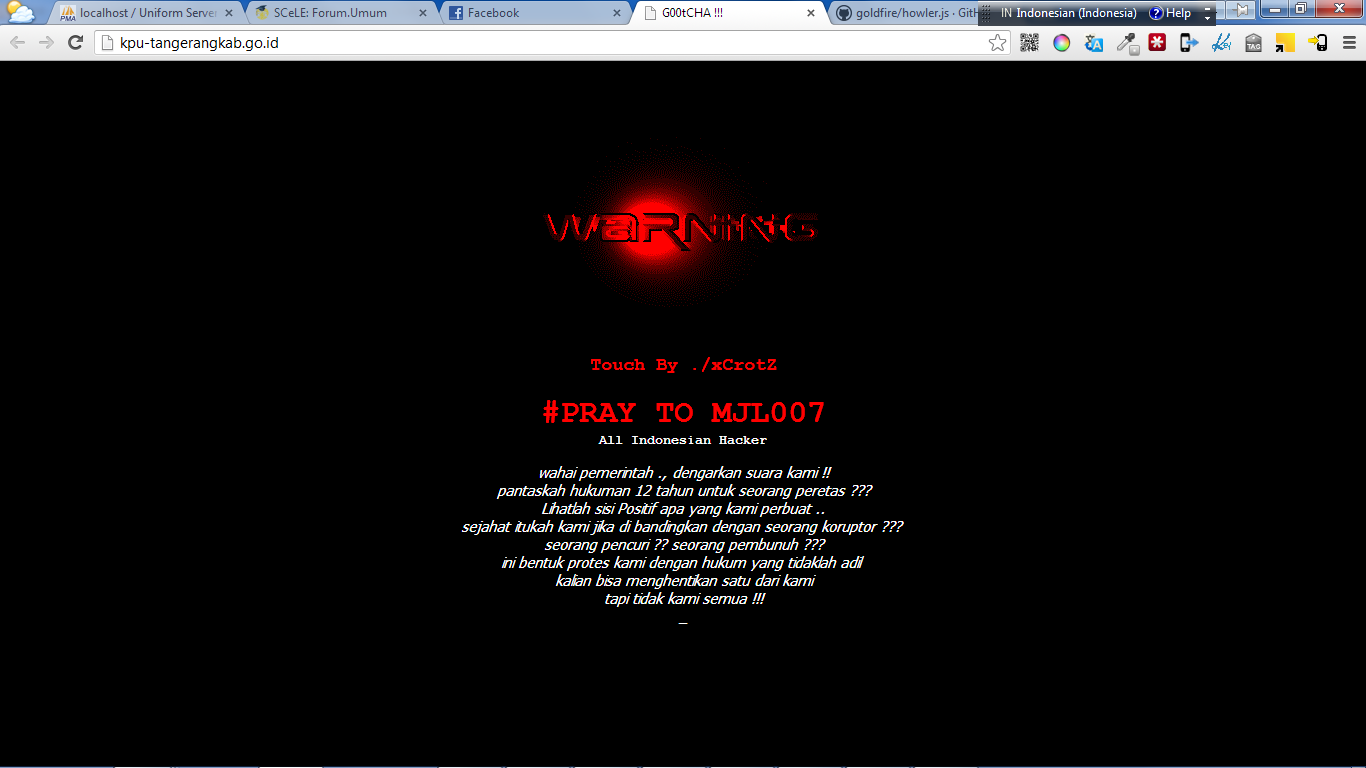 localhost / Uniform Server
SCeLE: Forum.Umum
Facebook
G00tCHA !!!
goldfire/howler.js · GitH
IN Indonesian (Indonesia)
Help
kpu-tangerangkab.go.id
WaRNiNG
Touch By ./xCrotZ
#PRAY TO MJL007
All Indonesian Hacker
wahai pemerintah ., dengarkan suara kami !!
pantaskah hukuman 12 tahun untuk seorang peretas ???
Lihatlah sisi Positif apa yang kami perbuat ..
sejahat itukah kami jika di bandingkan dengan seorang koruptor ???
seorang pencuri ?? seorang pembunuh ???
ini bentuk protes kami dengan hukum yang tidaklah adil
kalian bisa menghentikan satu dari kami
tapi tidak kami semua !!!
_